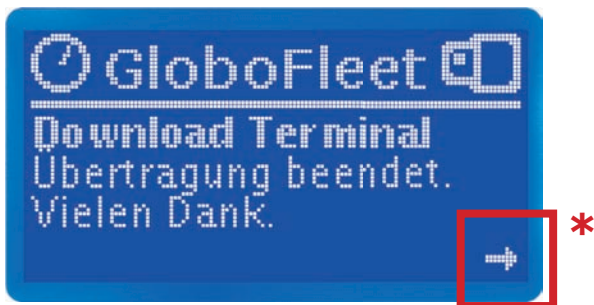 GloboFleet
Download Terminal
Übertragung beendet.
Vielen Dank.
→ *